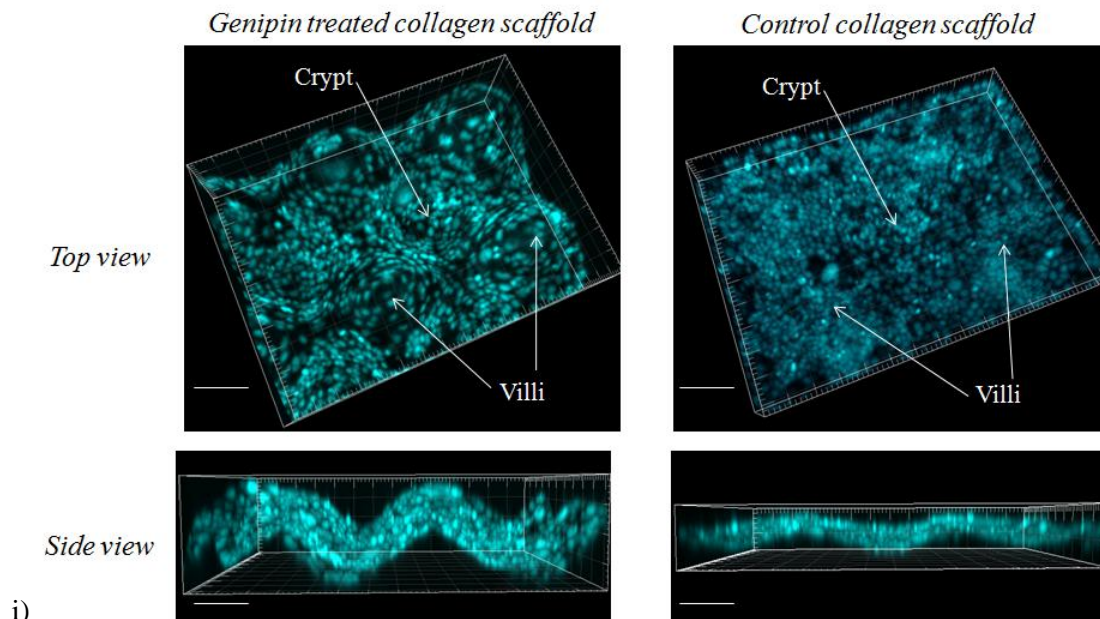 Genipin treated collagen scaffold
Control collagen scaffold
Crypt
Crypt
Top view
Villi
Villi
Side view
i)